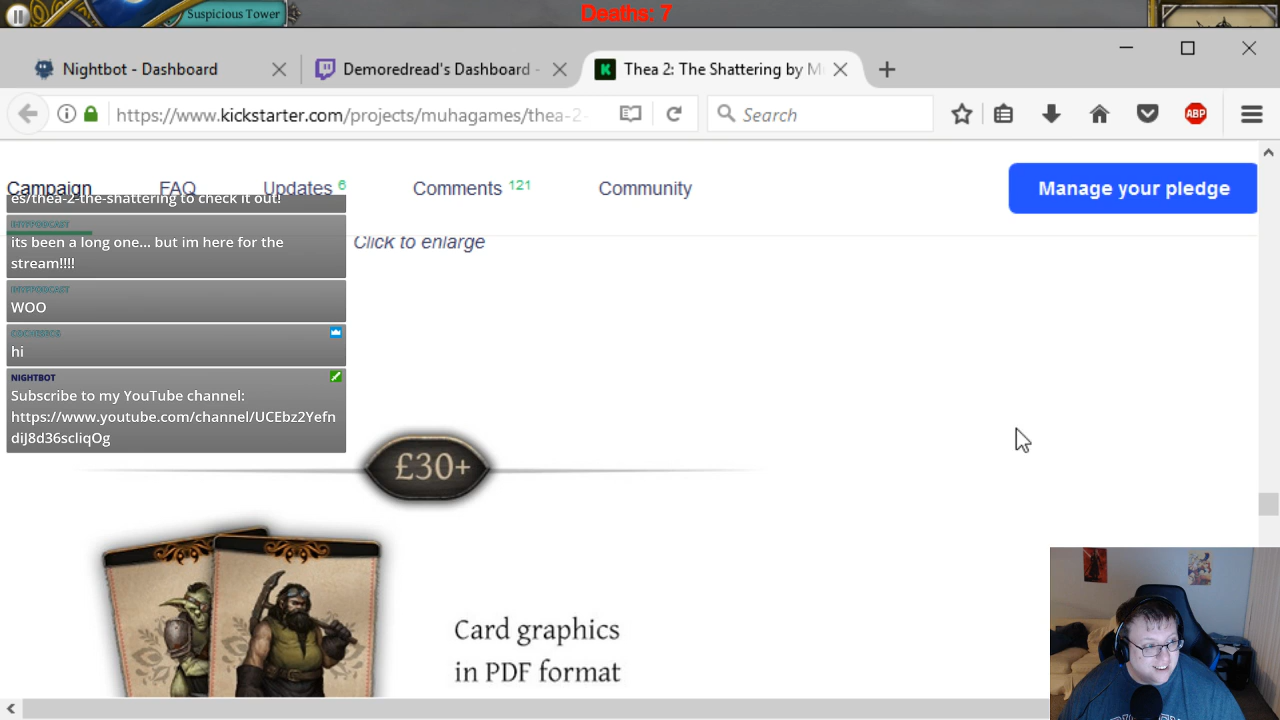 Suspicious Tower
Deaths: 7
Nightbot - Dashboard
Demoredread's Dashboard -
Thea 2: The Shattering by M
https://www.kickstarter.com/projects/muhagames/thea-2-
Search
ABP
Campaign
FAQ
Updates 6
Comments 121
Community
Manage your pledge
es/thea-2-the-shattering to check it out!
its been a long one... but im here for the
stream!!!!
WOO
hi
NIGHTBOT
Subscribe to my YouTube channel:
https://www.youtube.com/channel/UCEbz2Yefn
diJ8d36scIiqOg
Click to enlarge
£30+
Card graphics
in PDF format